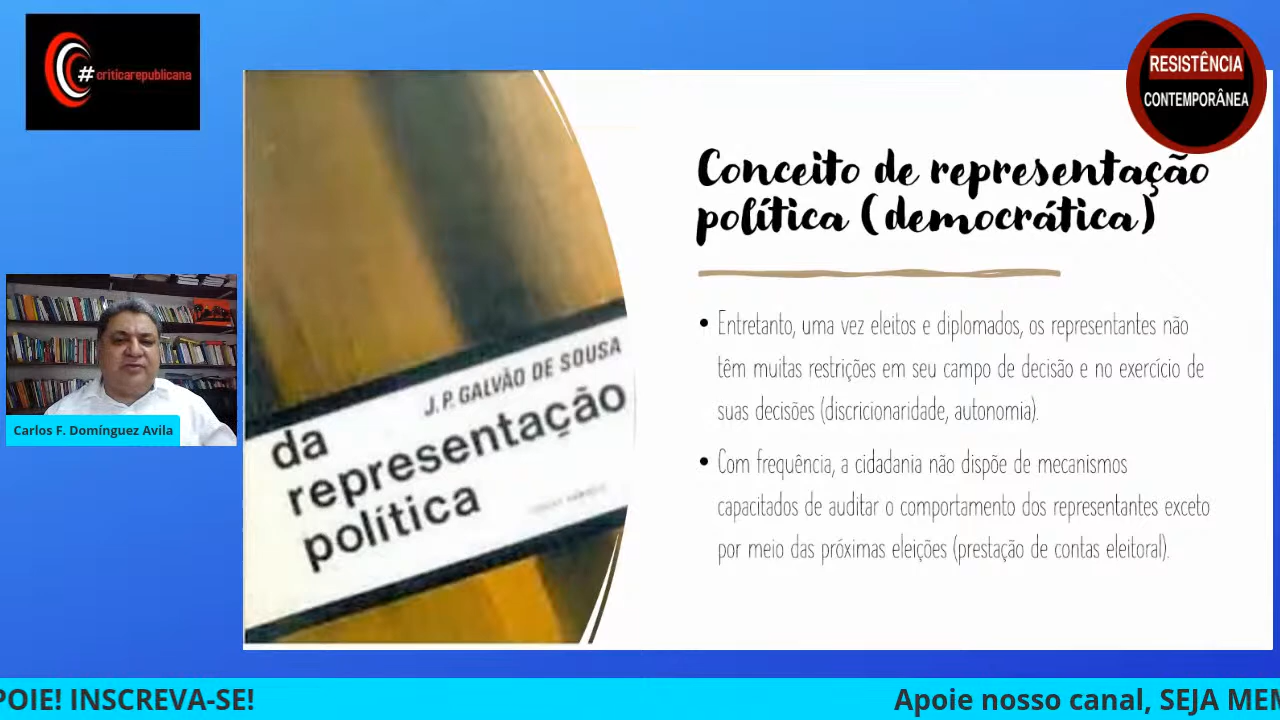 #criticarepublicana
RESISTÊNCIA
CONTEMPORÂNEA
Conceito de representação
política (democrática)
• Entretanto, uma vez eleitos e diplomados, os representantes não
têm muitas restrições em seu campo de decisão e no exercício de
suas decisões (discricionaridade, autonomia).
• Com frequência, a cidadania não dispõe de mecanismos
capacitados de auditar o comportamento dos representantes exceto
por meio das próximas eleições (prestação de contas eleitoral).
J. P. GALVÃO DE SOUSA
da
representação
política
Carlos F. Domínguez Avila
POIE! INSCREVA-SE!
Apoie nosso canal, SEJA MEM